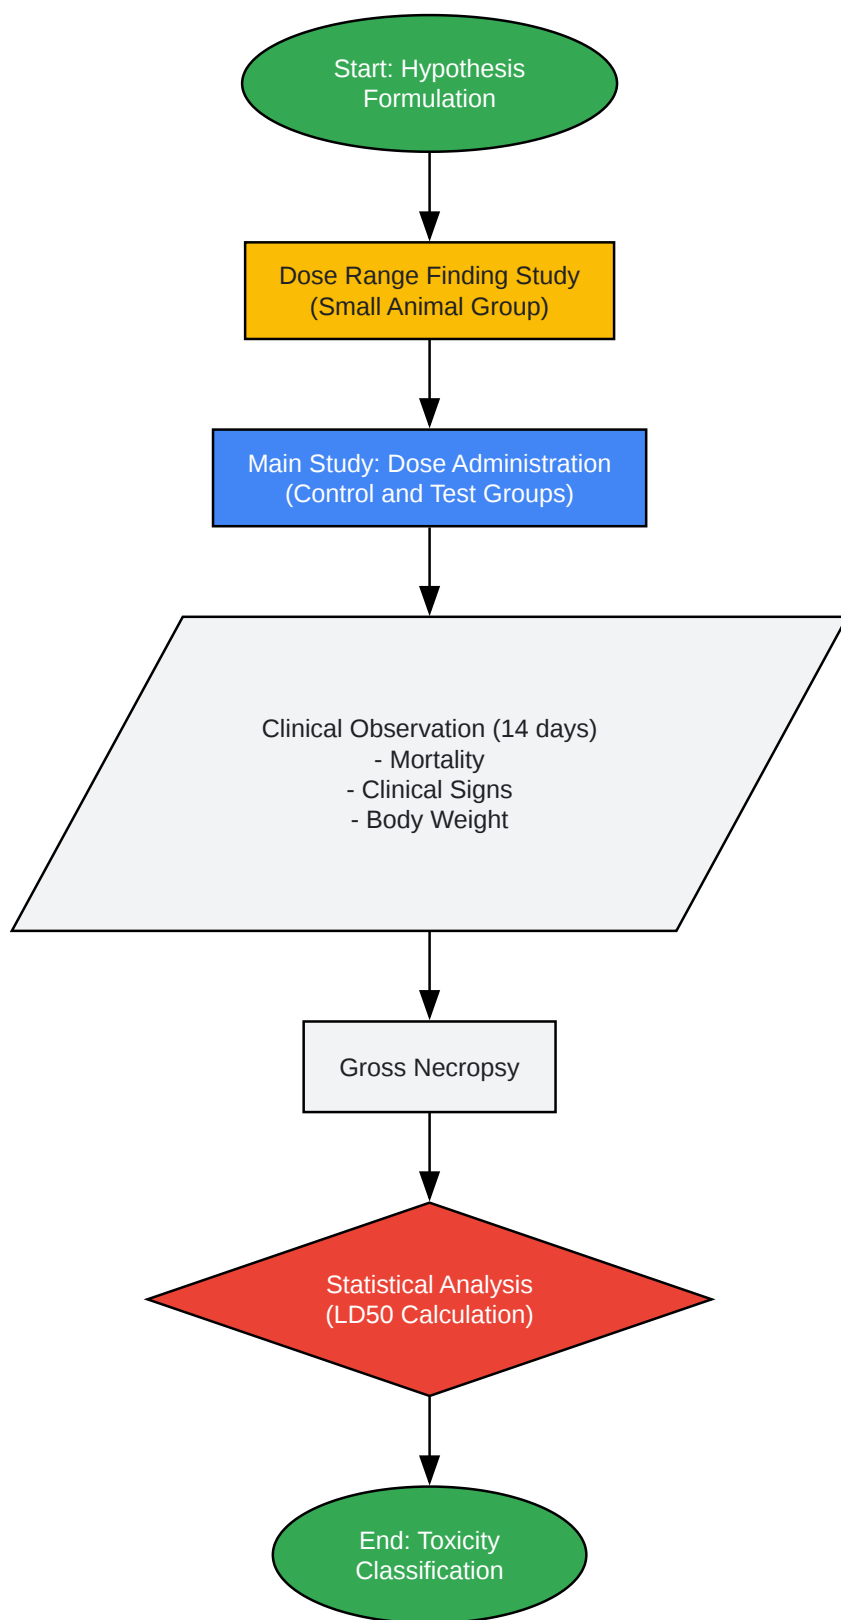 Start: Hypothesis
Formulation
Dose Range Finding Study
(Small Animal Group)
Main Study: Dose Administration
(Control and Test Groups)
Clinical Observation (14 days)
- Mortality
- Clinical Signs
- Body Weight
Gross Necropsy
Statistical Analysis
(LD50 Calculation)
End: Toxicity
Classification